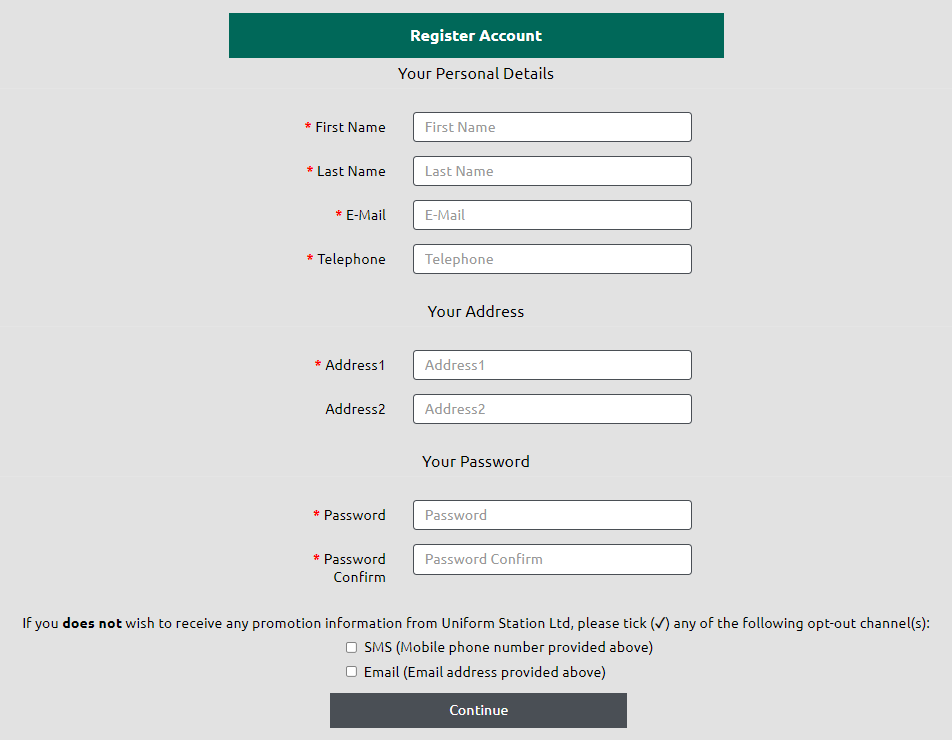 Register Account
Your Personal Details
* First Name
First Name
* Last Name
Last Name
* E-Mail
E-Mail
* Telephone
Telephone
Your Address
* Address1
Address1
Address2
Address2
Your Password
* Password
Password
* Password
Confirm
Password Confirm
If you does not wish to receive any promotion information from Uniform Station Ltd, please tick (✓) any of the following opt-out channel(s):
SMS (Mobile phone number provided above)
Email (Email address provided above)
Continue